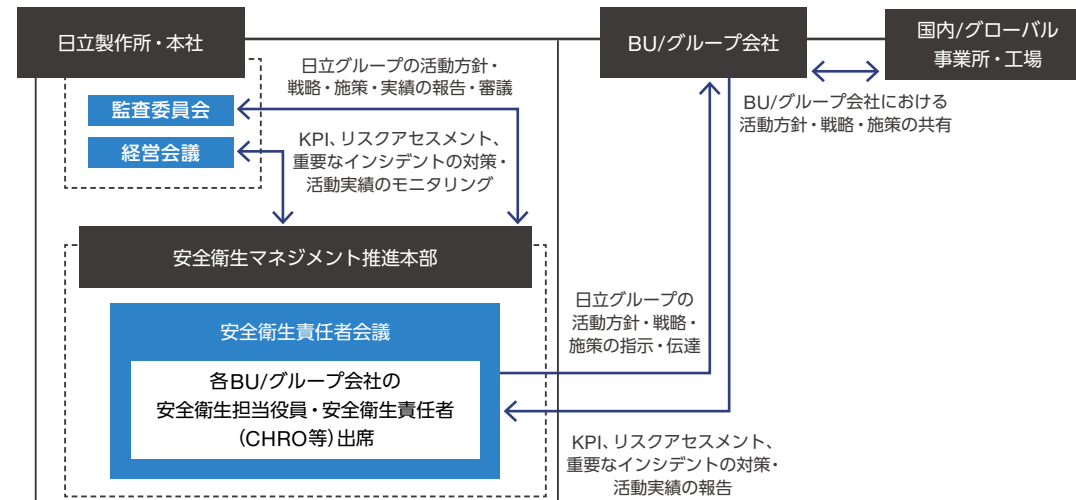 日立製作所・本社
監査委員会
経営会議
日立グループの活動方針・
戦略・施策・実績の報告・審議
KPI、リスクアセスメント、
重要なインシデントの対策・
活動実績のモニタリング
安全衛生マネジメント推進本部
安全衛生責任者会議
各BU/グループ会社の
安全衛生担当役員・安全衛生責任者
（CHRO等）出席
BU/グループ会社
国内/グローバル
事業所・工場
BU/グループ会社における
活動方針・戦略・施策の共有
日立グループの
活動方針・戦略・
施策の指示・伝達
KPI、リスクアセスメント、
重要なインシデントの対策・
活動実績の報告